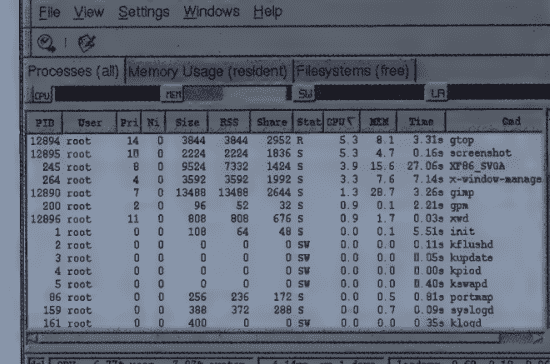 File View Settings Windows Help
Processes (all) Memory Usage (resident) Filesystems (free)
CPU MEM SW LA
PID User Pri Ni Size RSS Share Stat CPU MEM Time Cmd
12894 root 14 0 3844 3844 2952 R 5.3 8.1 3.31s gtop
12895 root 10 0 2224 2224 1836 S 5.3 4.7 0.16s screenshot
245 root 8 0 9524 7332 1424 S 3.9 15.6 27.06s XF86_SVGA
264 root 4 0 3592 3592 1992 S 3.3 7.6 7.14s x-window-manage
12890 root 7 0 13488 13488 2644 S 1.3 28.7 3.26s gimp
200 root 2 0 96 52 32 S 0.9 0.1 2.21s gpm
12896 root 11 0 808 808 676 S 0.9 1.7 0.03s xwd
1 root 0 0 108 64 48 S 0.0 0.1 5.51s init
2 root 0 0 0 0 0 SW 0.0 0.0 0.11s kflushd
3 root 0 0 0 0 0 SW 0.0 0.0 0.05s kupdate
4 root 0 0 0 0 0 SW 0.0 0.0 0.00s kpiod
5 root 0 0 0 0 0 SW 0.0 0.0 0.40s kswapd
86 root 0 0 256 236 172 S 0.0 0.5 0.81s portmap
159 root 0 0 388 372 288 S 0.0 0.7 0.09s syslogd
161 root 0 0 400 0 0 SW 0.0 0.0 0.35s klogd